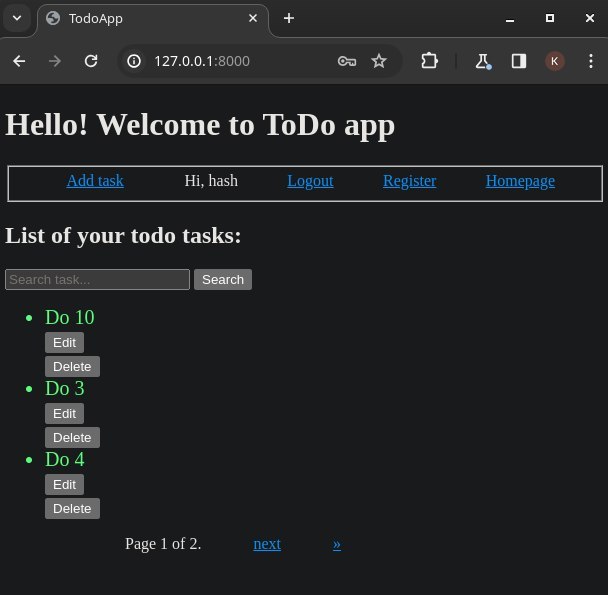 TodoApp
127.0.0.1:8000
K
Hello! Welcome to ToDo app
Add task Hi, hash Logout Register Homepage
List of your todo tasks:
Search task... Search
Do 10
Edit
Delete
Do 3
Edit
Delete
Do 4
Edit
Delete
Page 1 of 2. next »